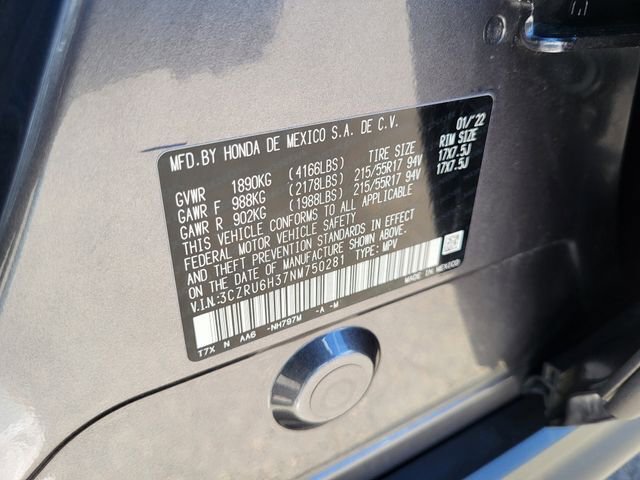 MFD. BY HONDA DE MEXICO S.A. DE C.V. 01/'22
TIRE SIZE RIM SIZE
GVWR 1890KG (4166LBS)
GAWR F 988KG (2178LBS) 215/55R17 94V 17X7.5J
GAWR R 902KG (1988LBS) 215/55R17 94V 17X7.5J
THIS VEHICLE CONFORMS TO ALL APPLICABLE
FEDERAL MOTOR VEHICLE SAFETY
AND THEFT PREVENTION STANDARDS IN EFFECT
ON THE DATE OF MANUFACTURE SHOWN ABOVE.
V.I.N:3CZRU6H37NM750281 TYPE: MPV
T7X N AA6 -NH797M -A -M MADE IN MEXICO